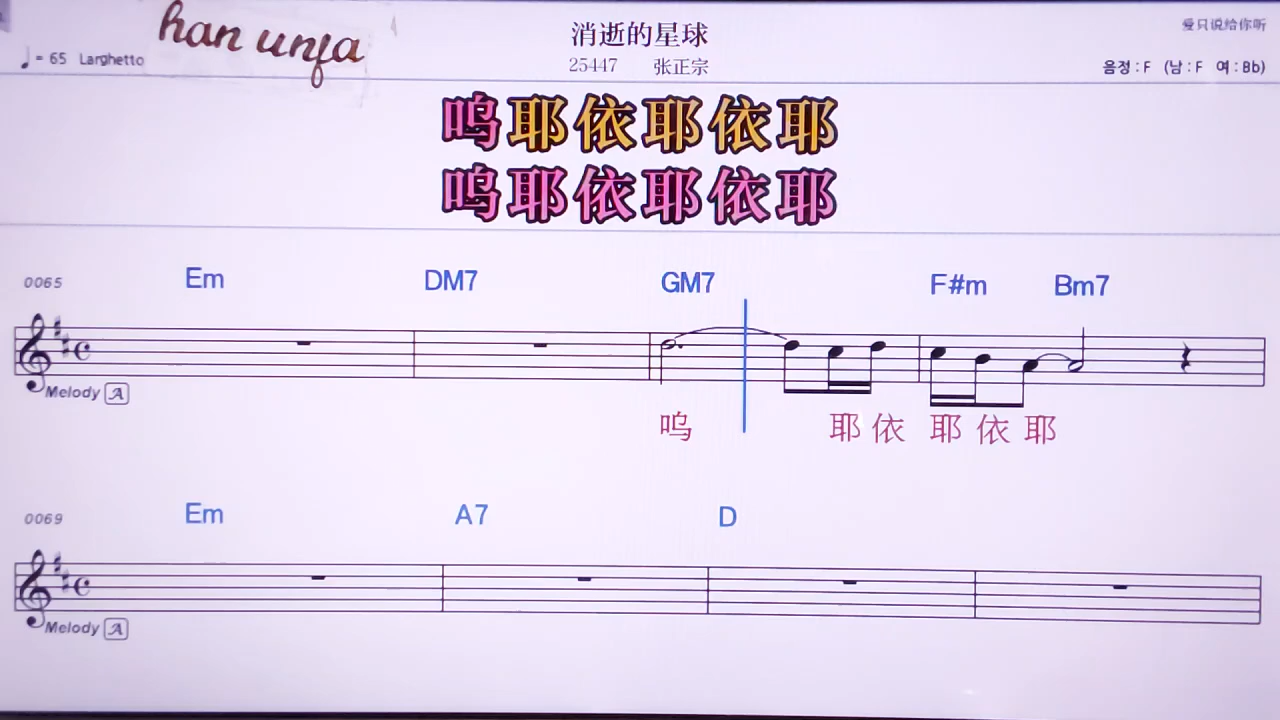 han unfa
消逝的星球
爱只说给你听
♩= 65 Larghetto
25447 张正宗
음정 : F (남 : F 여 : Bb)
呜耶依耶依耶
呜耶依耶依耶
0065 Em DM7 GM7 F#m Bm7
Melody A
呜 耶 依 耶 依 耶
0069 Em A7 D
Melody A